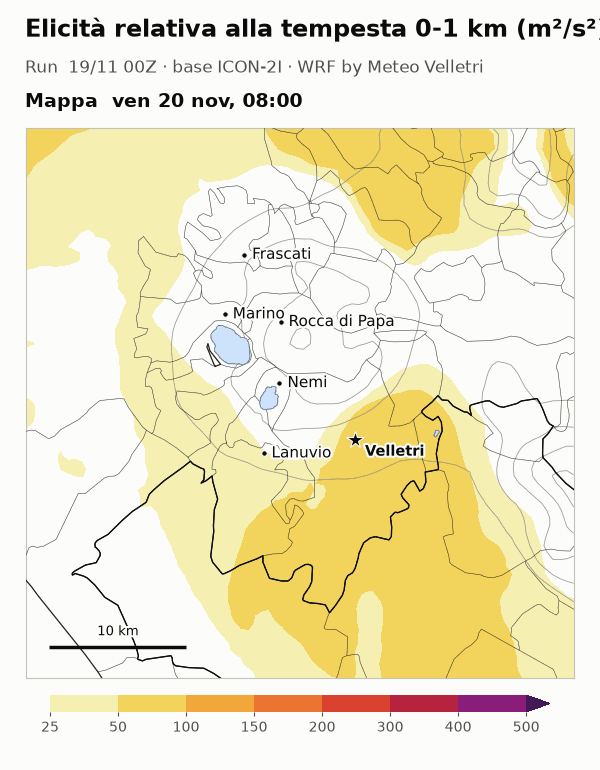 Elicità relativa alla tempesta 0-1 km (m²/s²)
Run 19/11 00Z · base ICON-2I · WRF by Meteo Velletri
Mappa ven 20 nov, 08:00
Frascati
Marino
Rocca di Papa
Nemi
Velletri
Lanuvio
10 km
25 50 100 150 200 300 400 500